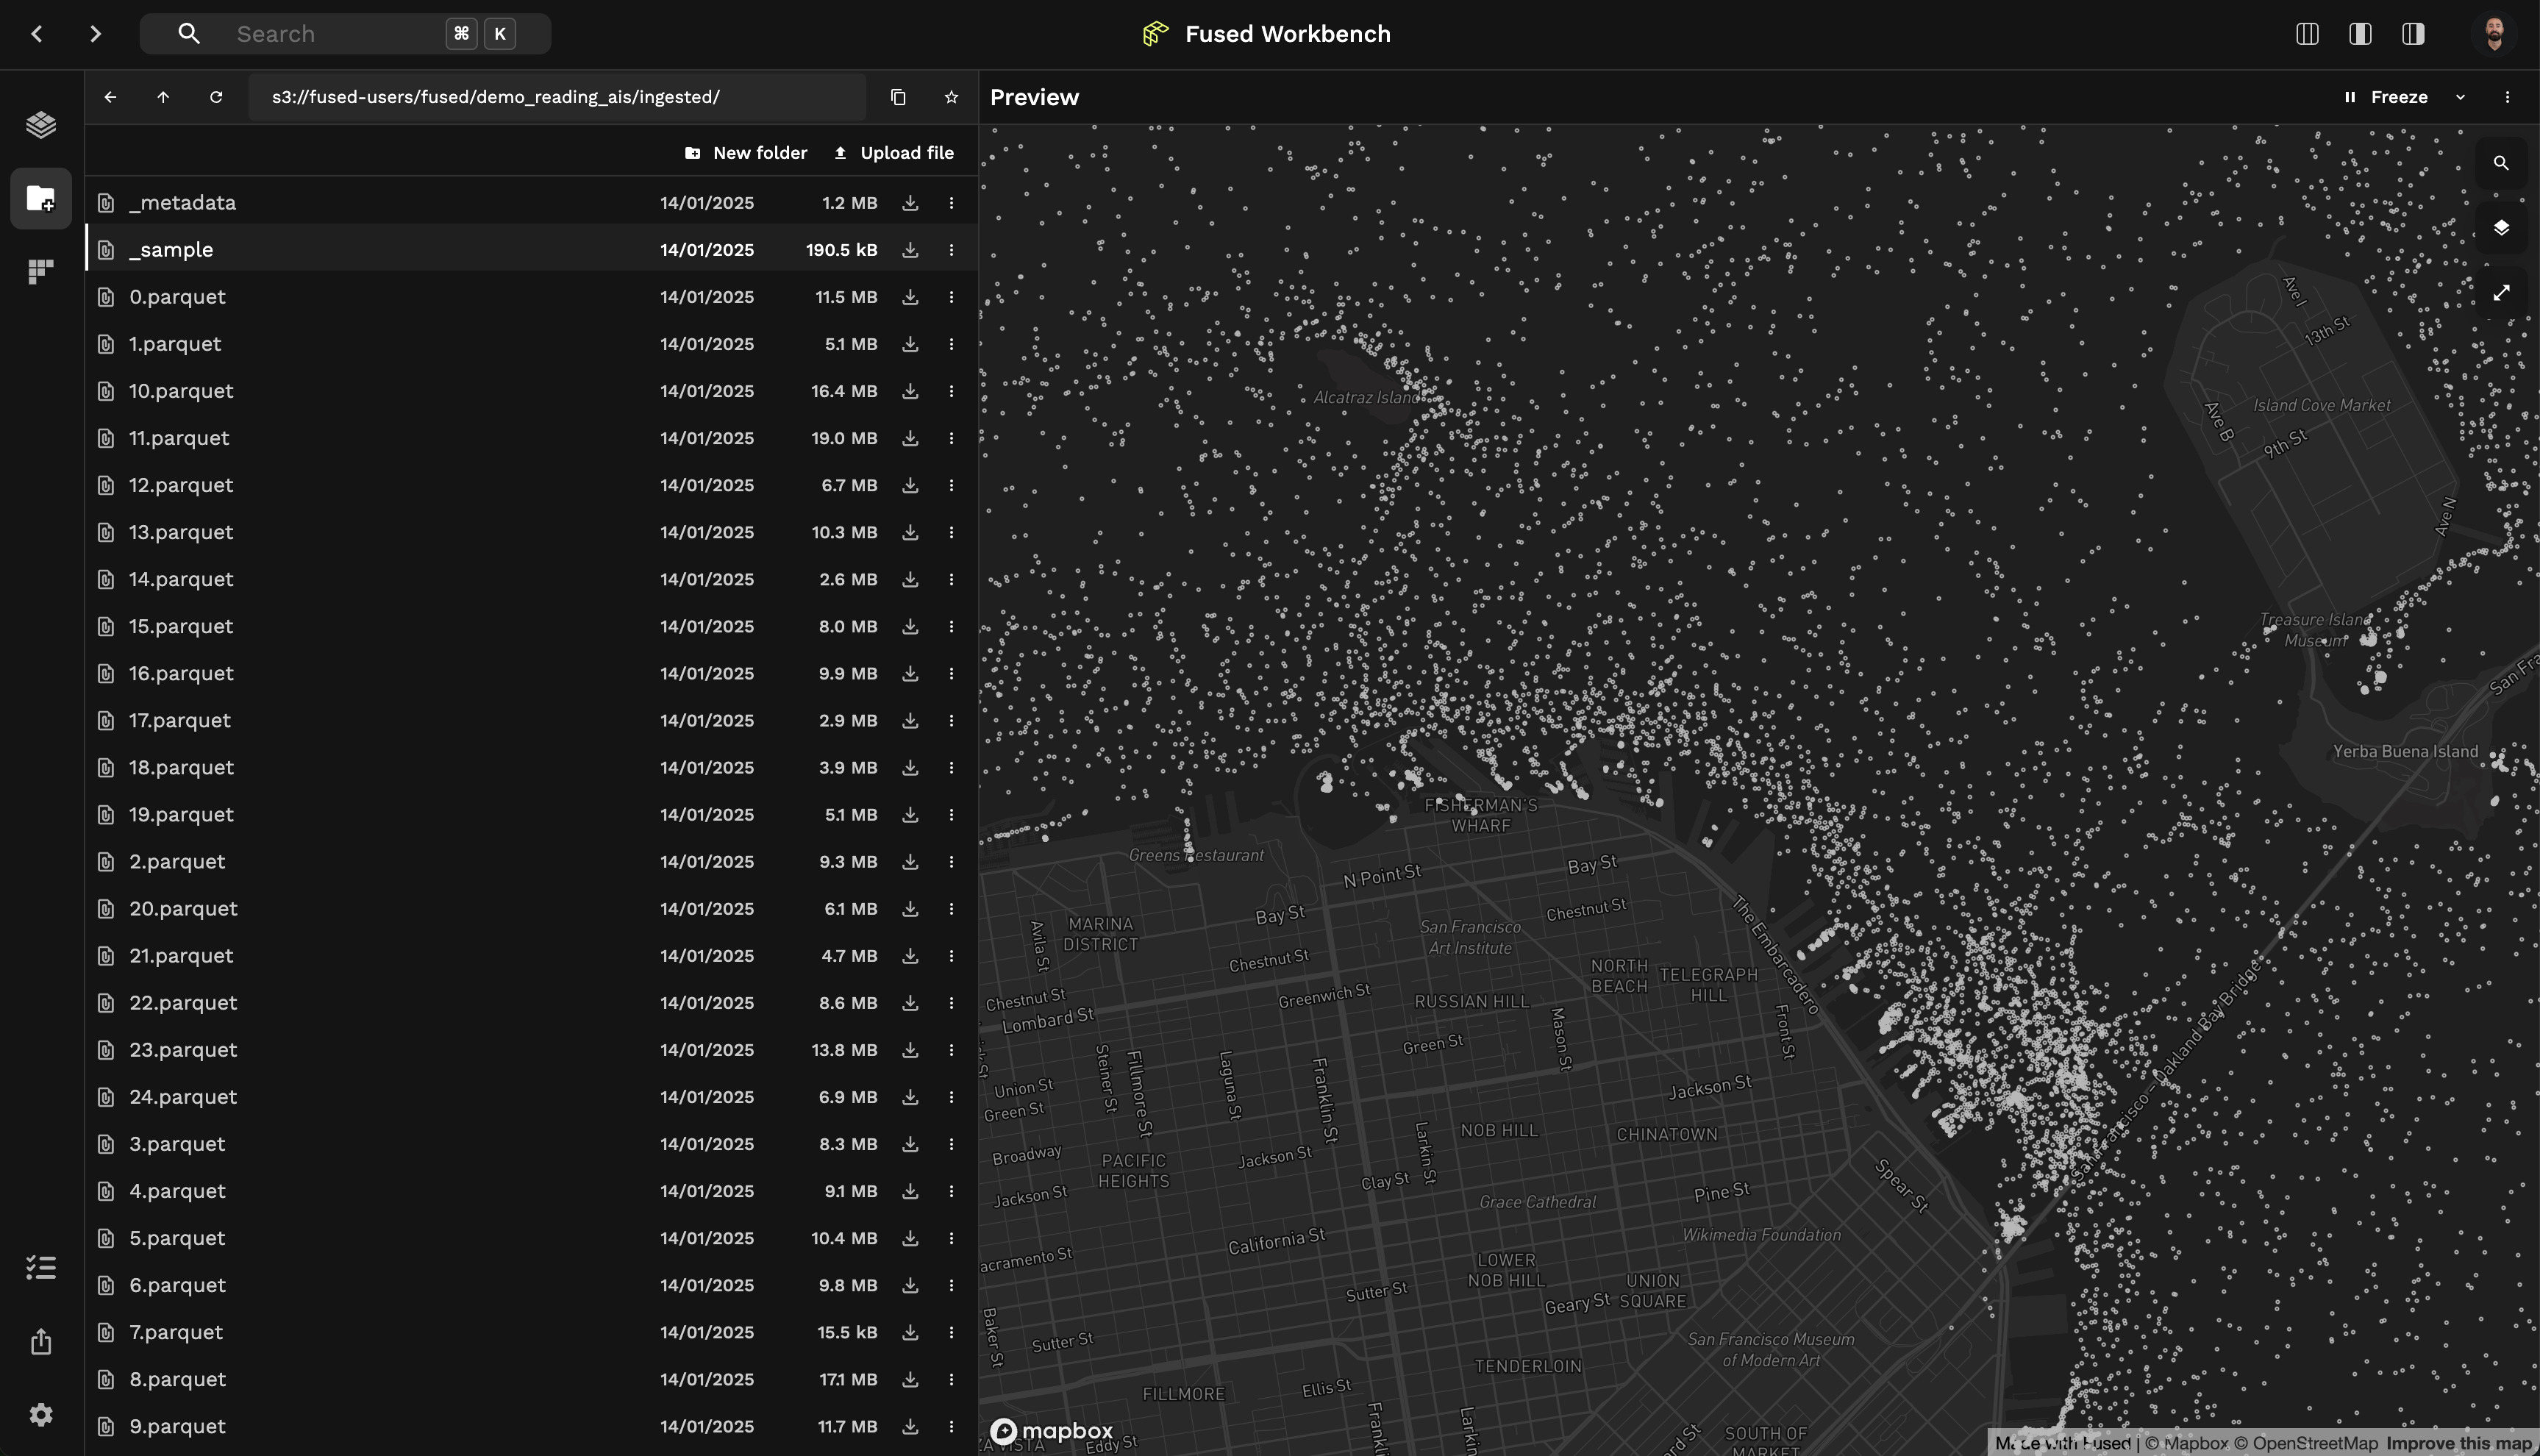 Search ⌘ K
Fused Workbench
s3://fused-users/fused/demo_reading_ais/ingested/
New folder Upload file
_metadata 14/01/2025 1.2 MB
_sample 14/01/2025 190.5 kB
0.parquet 14/01/2025 11.5 MB
1.parquet 14/01/2025 5.1 MB
10.parquet 14/01/2025 16.4 MB
11.parquet 14/01/2025 19.0 MB
12.parquet 14/01/2025 6.7 MB
13.parquet 14/01/2025 10.3 MB
14.parquet 14/01/2025 2.6 MB
15.parquet 14/01/2025 8.0 MB
16.parquet 14/01/2025 9.9 MB
17.parquet 14/01/2025 2.9 MB
18.parquet 14/01/2025 3.9 MB
19.parquet 14/01/2025 5.1 MB
2.parquet 14/01/2025 9.3 MB
20.parquet 14/01/2025 6.1 MB
21.parquet 14/01/2025 4.7 MB
22.parquet 14/01/2025 8.6 MB
23.parquet 14/01/2025 13.8 MB
24.parquet 14/01/2025 6.9 MB
3.parquet 14/01/2025 8.3 MB
4.parquet 14/01/2025 9.1 MB
5.parquet 14/01/2025 10.4 MB
6.parquet 14/01/2025 9.8 MB
7.parquet 14/01/2025 15.5 kB
8.parquet 14/01/2025 17.1 MB
9.parquet 14/01/2025 11.7 MB
Preview
Freeze
Ave I
13th St
Alcatraz Island
Island Cove Market
Ave B
9th St
Ave N
Treasure Island
Museum
San Fra
Yerba Buena Island
FISHERMAN'S
WHARF
Greens Restaurant
N Point St
Bay St
Bay St
Chestnut St
The Embarcadero
MARINA
DISTRICT
Avila St
San Francisco
Art Institute
Chestnut St
NORTH
BEACH
TELEGRAPH
HILL
Chestnut St
Greenwich St
RUSSIAN HILL
Lombard St
Mason St
Front St
Green St
San Francisco – Oakland Bay Bridge
Steiner St
Fillmore St
Laguna St
Franklin St
Union St
Green St
Jackson St
Larkin St
NOB HILL
CHINATOWN
Broadway
PACIFIC
HEIGHTS
Jackson St
Clay St
Spear St
Jackson St
Pine St
Grace Cathedral
Wikimedia Foundation
California St
acramento St
LOWER
NOB HILL
UNION
SQUARE
Sutter St
Geary St
Baker St
Sutter St
San Francisco Museum
of Modern Art
TENDERLOIN
FILLMORE
Ellis St
Frankl
Larkin
rd St
SOUTH OF
MARKET
mapbox
ZA VISTA
Eddy St
Made with Fused | © Mapbox © OpenStreetMap Improve this map